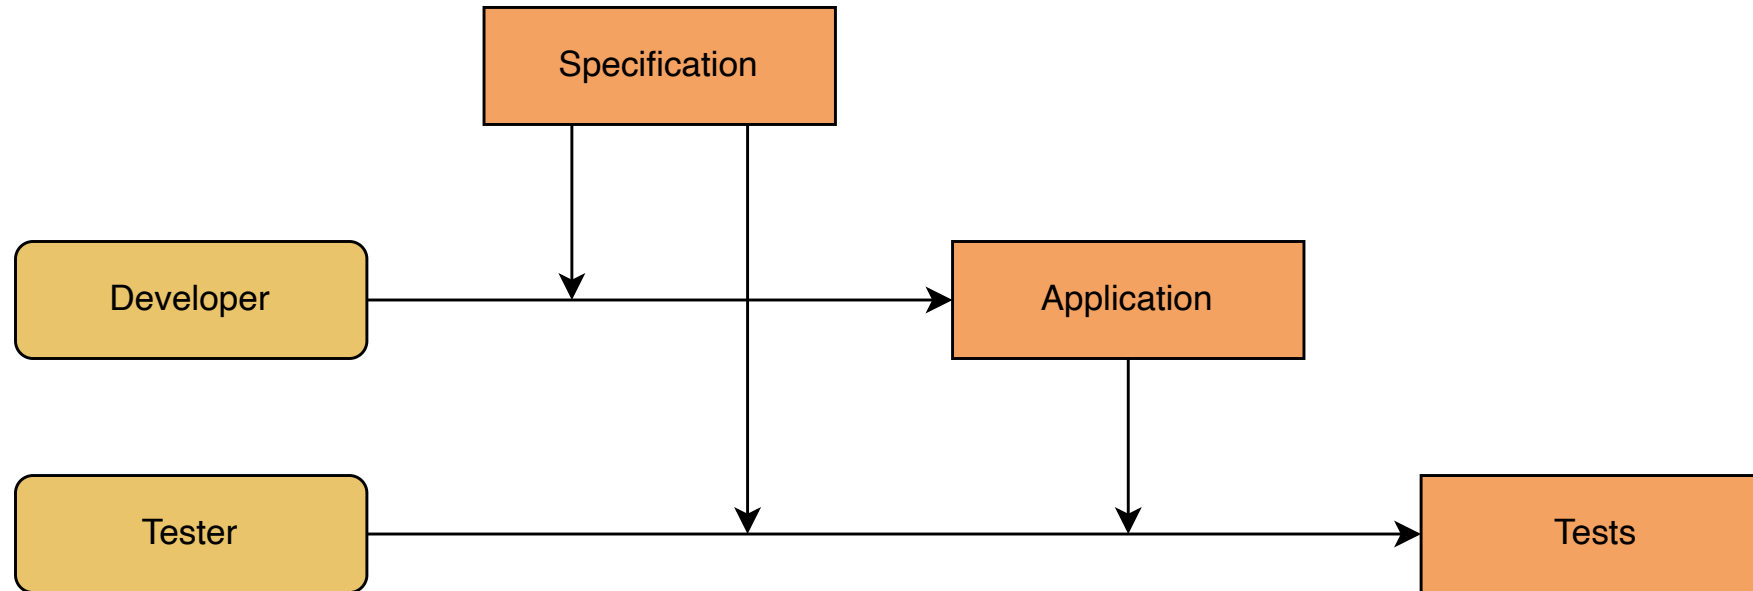 Specification
Developer
Application
Tester
Tests